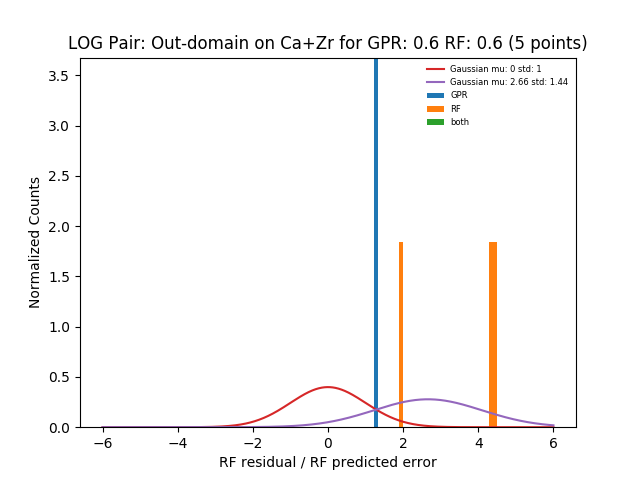 LOG Pair: Out-domain on Ca+Zr for GPR: 0.6 RF: 0.6 (5 points)
Gaussian mu: 0 std: 1
Gaussian mu: 2.66 std: 1.44
GPR
RF
both
Normalized Counts
3.5
3.0
2.5
2.0
1.5
1.0
0.5
0.0
−6 −4 −2 0 2 4 6
RF residual / RF predicted error